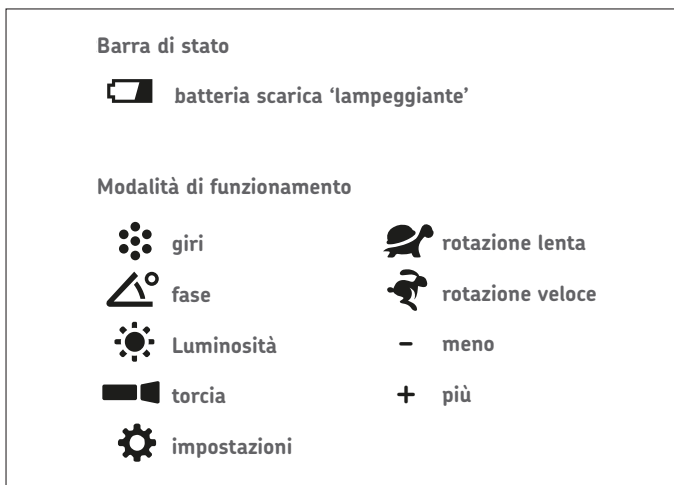 Barra di stato
batteria scarica ‘lampeggiante’
Modalità di funzionamento
giri
fase
Luminosità
torcia
impostazioni
rotazione lenta
rotazione veloce
- meno
+ più